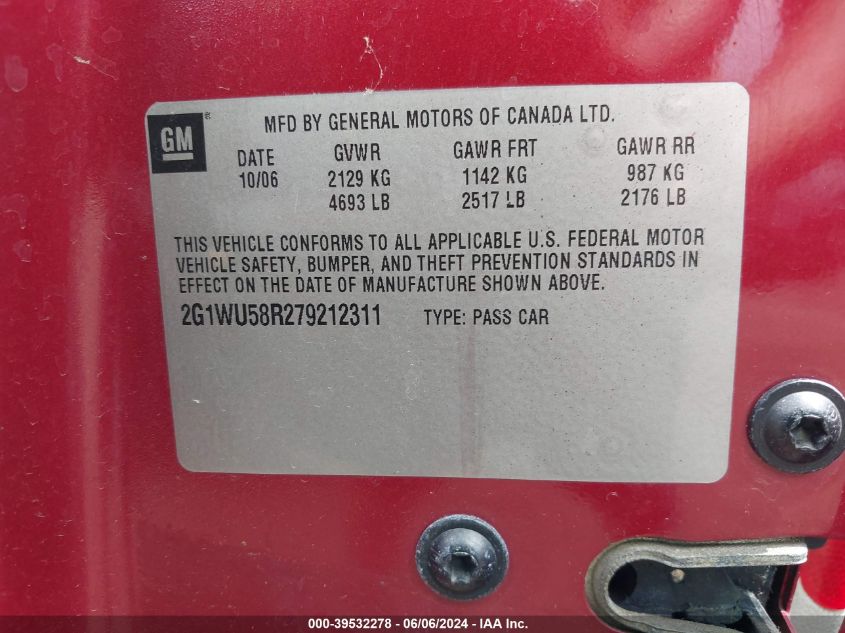 GM ®
MFD BY GENERAL MOTORS OF CANADA LTD.
DATE GVWR GAWR FRT GAWR RR
10/06 2129 KG 1142 KG 987 KG
4693 LB 2517 LB 2176 LB
THIS VEHICLE CONFORMS TO ALL APPLICABLE U.S. FEDERAL MOTOR
VEHICLE SAFETY, BUMPER, AND THEFT PREVENTION STANDARDS IN
EFFECT ON THE DATE OF MANUFACTURE SHOWN ABOVE.
2G1WU58R279212311 TYPE: PASS CAR
000-39532278 - 06/06/2024 - IAA Inc.